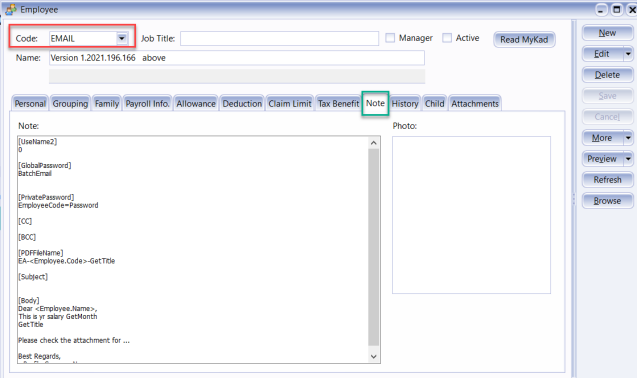 Employee
Code: EMAIL Job Title: Manager Active Read MyKad
Name: Version 1.2021.196.166 above
Personal Grouping Family Payroll Info. Allowance Deduction Claim Limit Tax Benefit Note History Child Attachments
Note: Photo:
[UseName2]
0
[GlobalPassword]
BatchEmail
[PrivatePassword]
EmployeeCode=Password
[CC]
[BCC]
[PDFFileName]
EA-<Employee.Code>-GetTitle
[Subject]
[Body]
Dear <Employee.Name>,
This is yr salary GetMonth
GetTitle
Please check the attachment for ...
Best Regards,
New
Edit
Delete
Save
Cancel
More
Preview
Refresh
Browse